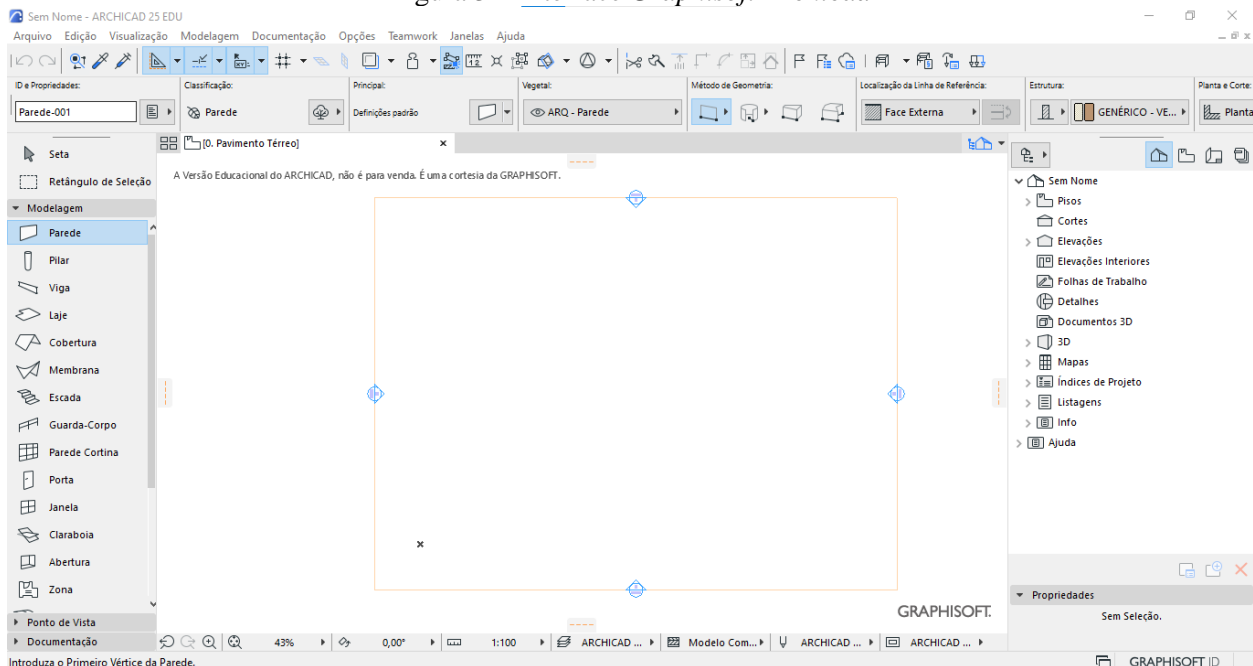 Sem Nome - ARCHICAD 25 EDU
Arquivo Edição Visualização Modelagem Documentação Opções Teamwork Janelas Ajuda
ID e Propriedades: Classificação: Principal: Vegetal: Método de Geometria: Localização da Linha de Referência: Estrutura: Planta e Corte:
Parede-001 Parede Definições padrão ARQ - Parede Face Externa GENÉRICO - VE... Planta
Seta
Retângulo de Seleção
Modelagem
Parede
Pilar
Viga
Laje
Cobertura
Membrana
Escada
Guarda-Corpo
Parede Cortina
Porta
Janela
Claraboia
Abertura
Zona
Ponto de Vista
Documentação
[0. Pavimento Térreo]
A Versão Educacional do ARCHICAD, não é para venda. É uma cortesia da GRAPHISOFT.
GRAPHISOFT.
Sem Nome
Pisos
Cortes
Elevações
Elevações Interiores
Folhas de Trabalho
Detalhes
Documentos 3D
3D
Mapas
Índices de Projeto
Listagens
Info
Ajuda
Propriedades
Sem Seleção.
43% 0,00° 1:100 ARCHICAD ... Modelo Com... ARCHICAD ... ARCHICAD ...
Introduza o Primeiro Vértice da Parede. GRAPHISOFT ID